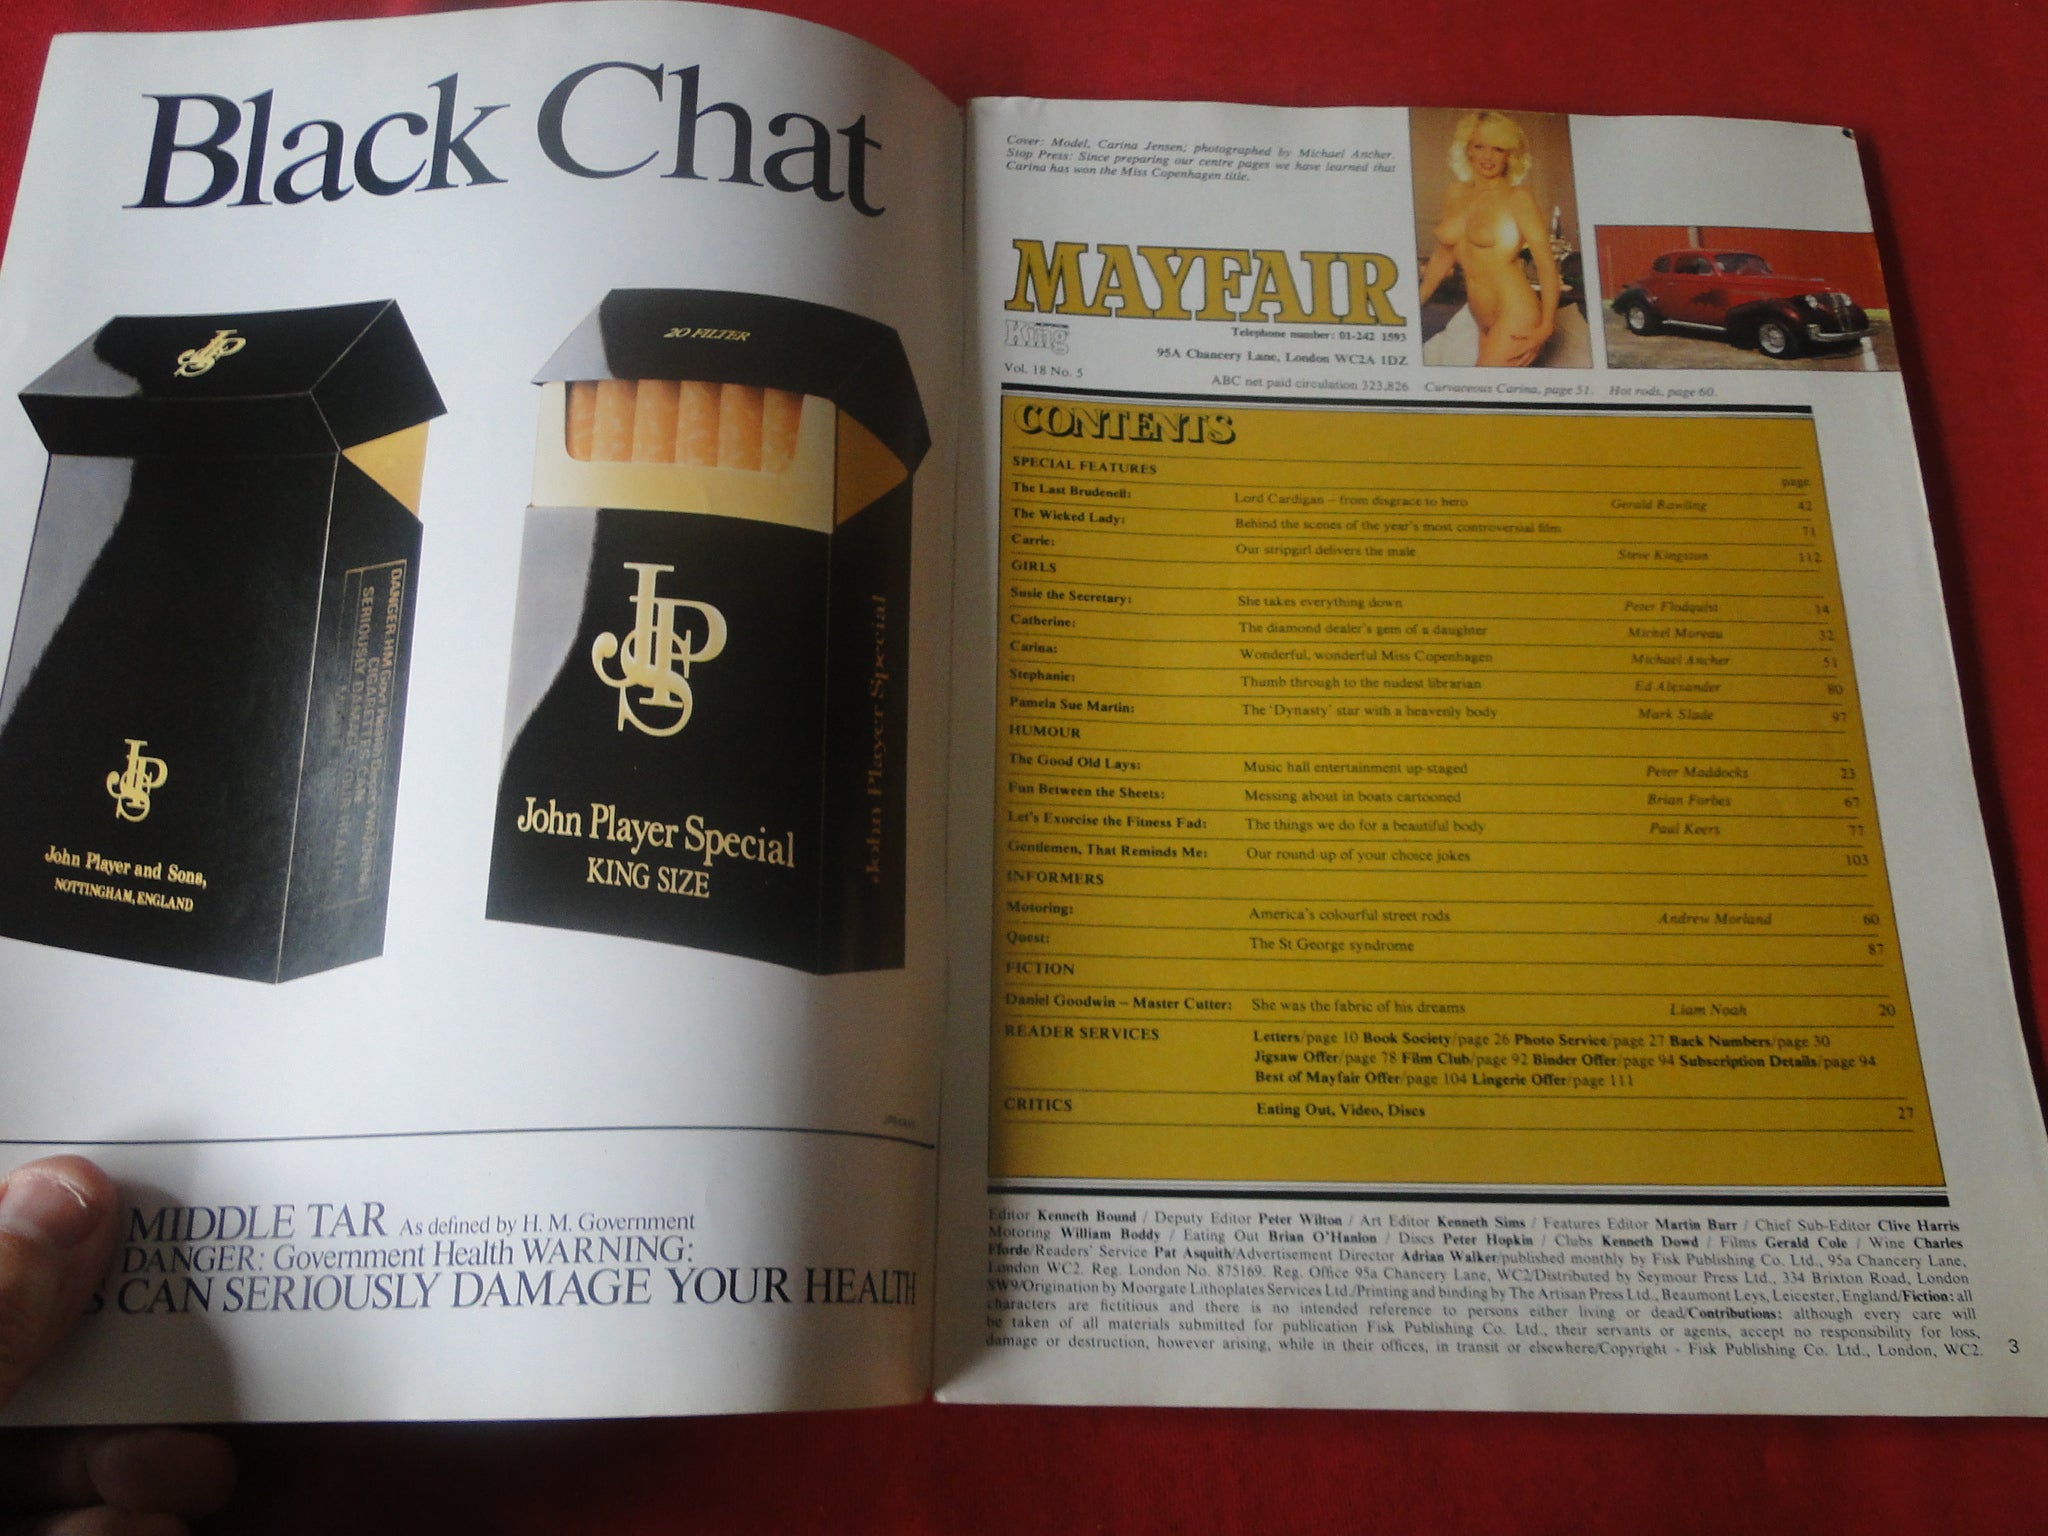 Black Chat
JPS
20 FILTER
JPS
John Player Special
KING SIZE
John Player Special
JPS
John Player and Sons,
NOTTINGHAM, ENGLAND
DANGER: H.M. Government Health Department WARNING:
CIGARETTES CAN
SERIOUSLY DAMAGE YOUR HEALTH
MIDDLE TAR As defined by H. M. Government
DANGER: Government Health WARNING:
S CAN SERIOUSLY DAMAGE YOUR HEALTH
Cover: Model, Carina Jensen; photographed by Michael Ancher.
Stop Press: Since preparing our centre pages we have learned that
Carina has won the Miss Copenhagen title.
MAYFAIR
King
Telephone number: 01-242 1593
95A Chancery Lane, London WC2A 1DZ
Vol. 18 No. 5
ABC net paid circulation 323,826
Curvaceous Carina, page 51.
Hot rods, page 60.
CONTENTS
SPECIAL FEATURES page
The Last Brudenell: Lord Cardigan – from disgrace to hero Gerald Rawling 42
The Wicked Lady: Behind the scenes of the year's most controversial film 71
Carrie: Our stripgirl delivers the male Steve Kingston 112
GIRLS
Susie the Secretary: She takes everything down Peter Flodquist 14
Catherine: The diamond dealer's gem of a daughter Michel Moreau 32
Carina: Wonderful, wonderful Miss Copenhagen Michael Ancher 51
Stephanie: Thumb through to the nudest librarian Ed Alexander 80
Pamela Sue Martin: The 'Dynasty' star with a heavenly body Mark Slade 97
HUMOUR
The Good Old Lays: Music hall entertainment up-staged Peter Maddocks 23
Fun Between the Sheets: Messing about in boats cartooned Brian Forbes 67
Let's Exorcise the Fitness Fad: The things we do for a beautiful body Paul Keers 77
Gentlemen, That Reminds Me: Our round-up of your choice jokes 103
INFORMERS
Motoring: America's colourful street rods Andrew Morland 60
Quest: The St George syndrome 87
FICTION
Daniel Goodwin – Master Cutter: She was the fabric of his dreams Liam Noah 20
READER SERVICES Letters/page 10 Book Society/page 26 Photo Service/page 27 Back Numbers/page 30
Jigsaw Offer/page 78 Film Club/page 92 Binder Offer/page 94 Subscription Details/page 94
Best of Mayfair Offer/page 104 Lingerie Offer/page 111
CRITICS Eating Out, Video, Discs 27
Editor Kenneth Bound / Deputy Editor Peter Wilton / Art Editor Kenneth Sims / Features Editor Martin Burr / Chief Sub-Editor Clive Harris
Motoring William Boddy / Eating Out Brian O'Hanlon / Discs Peter Hopkin / Clubs Kenneth Dowd / Films Gerald Cole / Wine Charles
Fforde/Readers' Service Pat Asquith/Advertisement Director Adrian Walker/published monthly by Fisk Publishing Co. Ltd., 95a Chancery Lane,
London WC2. Reg. London No. 875169. Reg. Office 95a Chancery Lane, WC2/Distributed by Seymour Press Ltd., 334 Brixton Road, London
SW9/Origination by Moorgate Lithoplates Services Ltd./Printing and binding by The Artisan Press Ltd., Beaumont Leys, Leicester, England/Fiction: all
characters are fictitious and there is no intended reference to persons either living or dead/Contributions: although every care will
be taken of all materials submitted for publication Fisk Publishing Co. Ltd., their servants or agents, accept no responsibility for loss,
damage or destruction, however arising, while in their offices, in transit or elsewhere/Copyright - Fisk Publishing Co. Ltd., London, WC2.
3